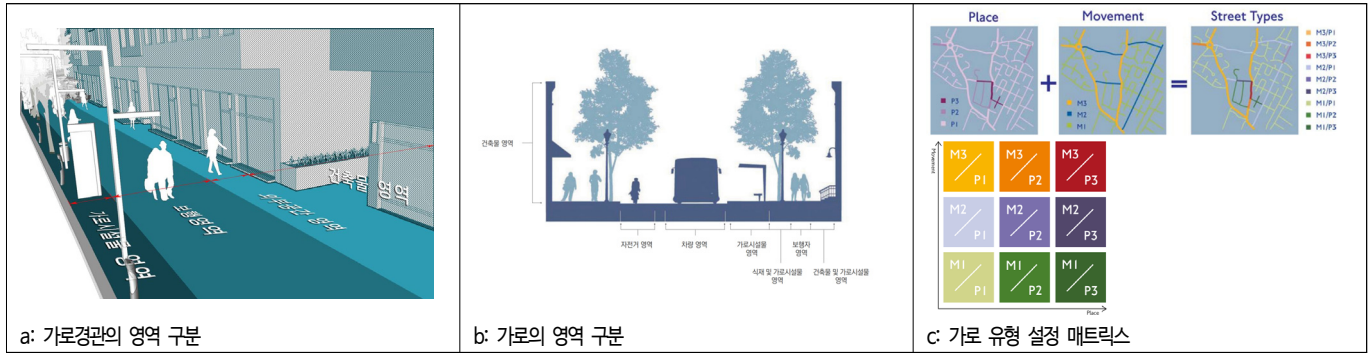 가로시설물 영역
보행영역
외부공간 영역
건축물 영역
a: 가로경관의 영역 구분
건축물 영역
자전거 영역
차량 영역
가로시설물
영역
보행자
영역
식재 및 가로시설물
영역
건축물 및 가로시설물
영역
b: 가로의 영역 구분
Place
Movement
Street Types
P3
P2
P1
+
M3
M2
M1
=
M3/P1
M3/P2
M3/P3
M2/P1
M2/P2
M2/P3
M1/P1
M1/P2
M1/P3
Movement
M3/P1
M3/P2
M3/P3
M2/P1
M2/P2
M2/P3
M1/P1
M1/P2
M1/P3
Place
c: 가로 유형 설정 매트릭스